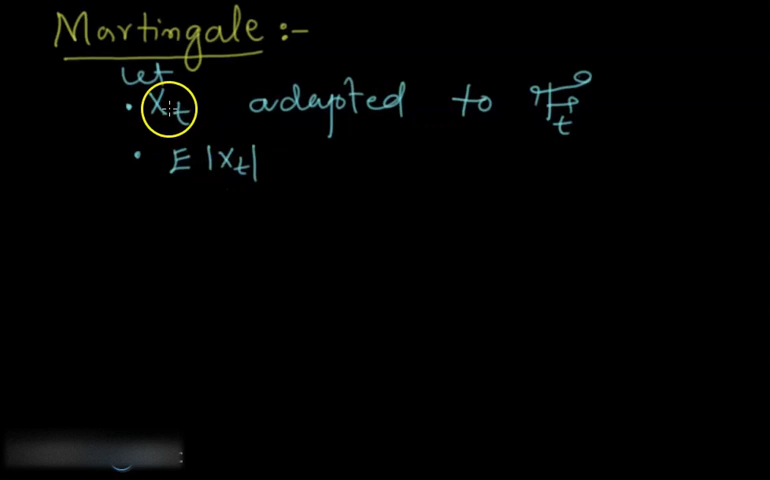 Martingale :-
Let
• Xt adapted to ℱt
• E |Xt|